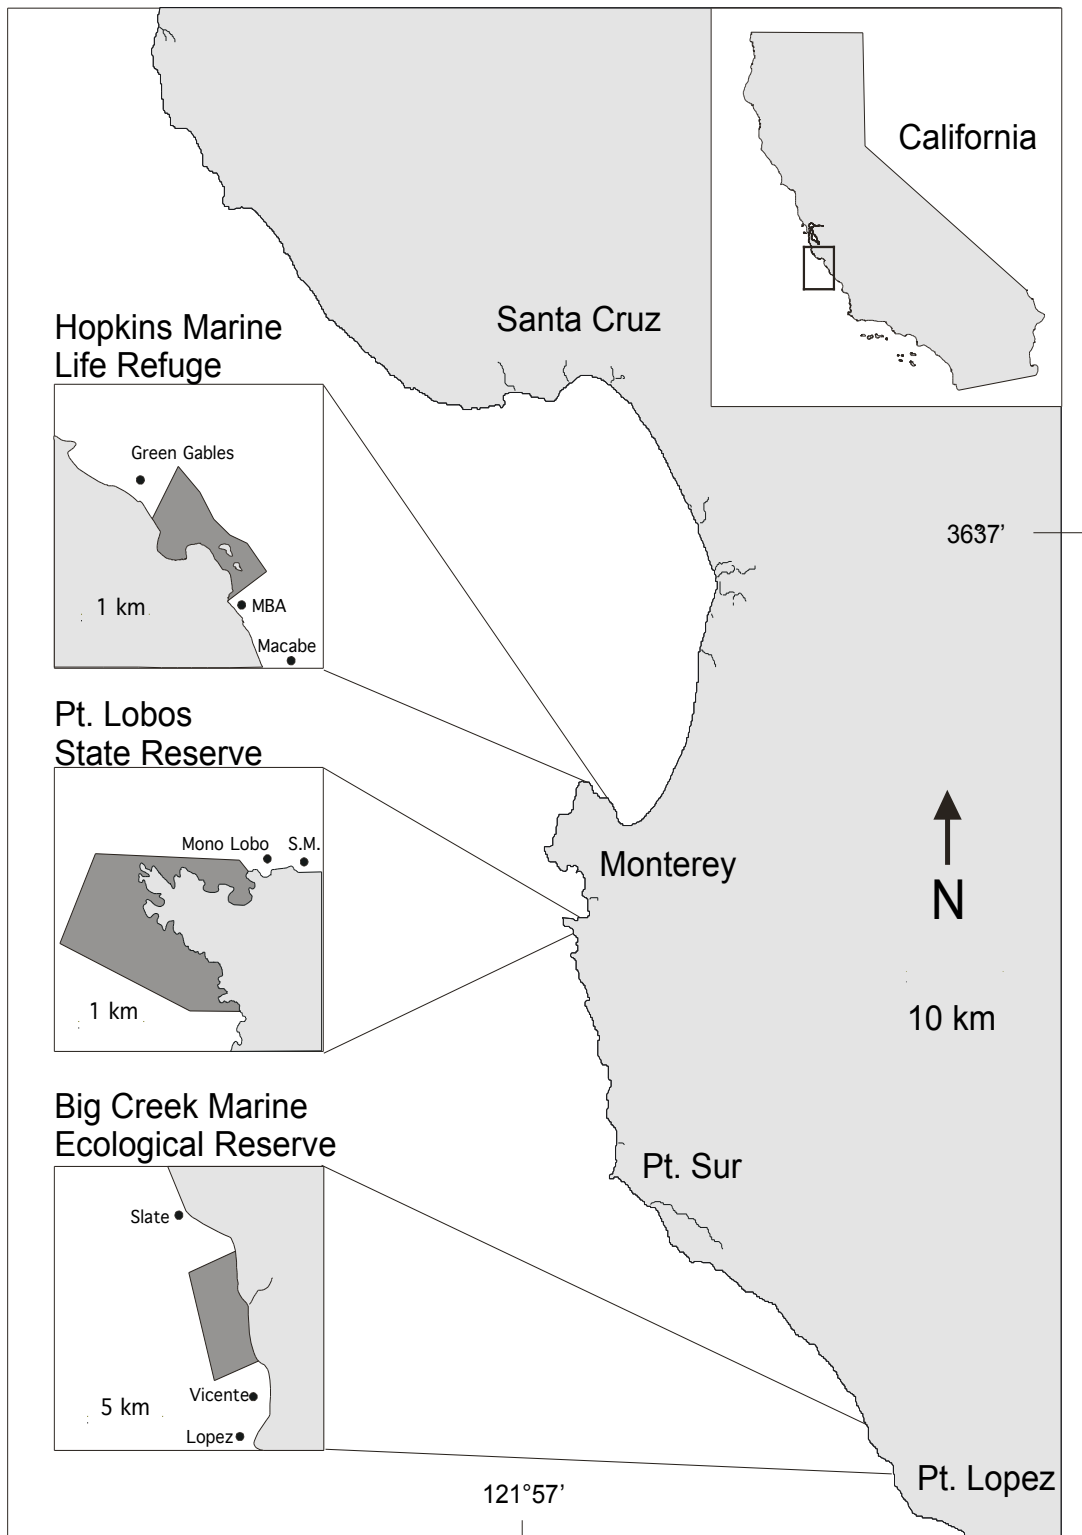 California
Santa Cruz
Hopkins Marine
Life Refuge
Green Gables
3637’
1 km
MBA
Macabe
Pt. Lobos
State Reserve
Mono Lobo
S.M.
Monterey
N
1 km
10 km
Big Creek Marine
Ecological Reserve
Pt. Sur
Slate
Vicente
5 km
Lopez
Pt. Lopez
121°57’